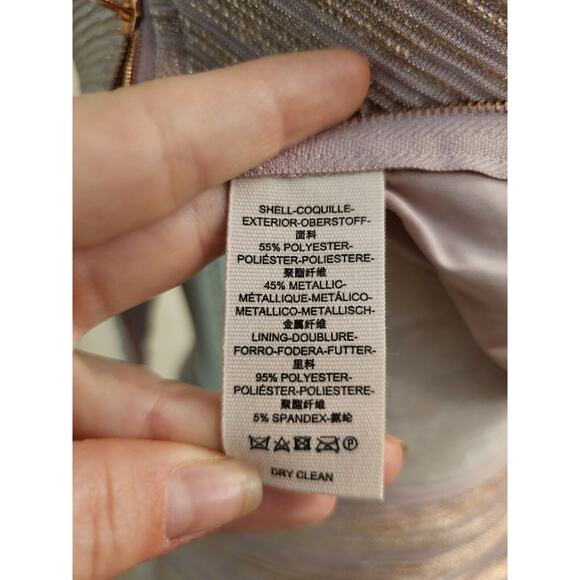 SHELL-COQUILLE-
EXTERIOR-OBERSTOFF-
面料
55% POLYESTER-
POLIÉSTER-POLIESTERE-
聚酯纤维
45% METALLIC-
MÉTALLIQUE-METÁLICO-
METALLICO-METALLISCH-
金属纤维
LINING-DOUBLURE-
FORRO-FODERA-FUTTER-
里料
95% POLYESTER-
POLIÉSTER-POLIESTERE-
聚酯纤维
5% SPANDEX-氨纶
P
DRY CLEAN